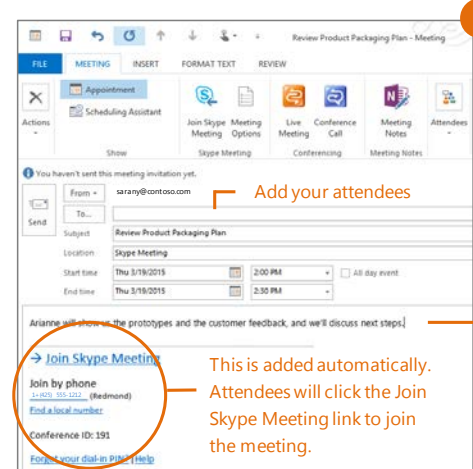 Review Product Packaging Plan - Meeting
FILE MEETING INSERT FORMAT TEXT REVIEW
Actions
Appointment
Scheduling Assistant
Show
Join Skype Meeting
Meeting Options
Skype Meeting
Live Meeting
Conference Call
Conferencing
Meeting Notes
Meeting Notes
Attendees
You haven't sent this meeting invitation yet.
Send
From sarany@contoso.com
Add your attendees
To...
Subject Review Product Packaging Plan
Location Skype Meeting
Start time Thu 3/19/2015 2:00 PM All day event
End time Thu 3/19/2015 2:30 PM
Arianne will show us the prototypes and the customer feedback, and we'll discuss next steps.
→ Join Skype Meeting
Join by phone
1+(425) 555-1212 (Redmond)
Find a local number
Conference ID: 191
Forgot your dial-in PIN? | Help
This is added automatically.
Attendees will click the Join
Skype Meeting link to join
the meeting.